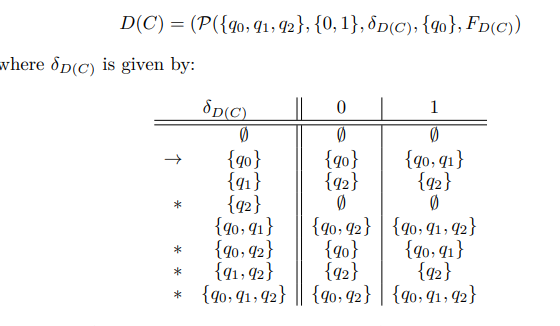 D(C) = (P({q0, q1, q2}, {0, 1}, δD(C), {q0}, FD(C))
where δD(C) is given by:
δD(C) 0 1
∅ ∅ ∅
→ {q0} {q0} {q0, q1}
{q1} {q2} {q2}
* {q2} ∅ ∅
{q0, q1} {q0, q2} {q0, q1, q2}
* {q0, q2} {q0} {q0, q1}
* {q1, q2} {q2} {q2}
* {q0, q1, q2} {q0, q2} {q0, q1, q2}